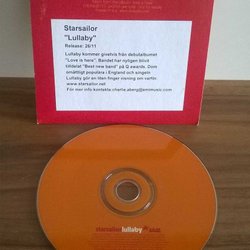 Starsailor
"Lullaby"
Release: 26/11
Lullaby kommer givetvis från debutalbumet
"Love is here". Bandet har nyligen blivit
tilldelat "Best new band" på Q awards. Dom
omåttligt populära i England och singeln
Lullaby gör en liten finger visning om varför.
www.starsailor.net
För mer info kontakta:charlie.aberg@emimusic.com
starsailor lullaby